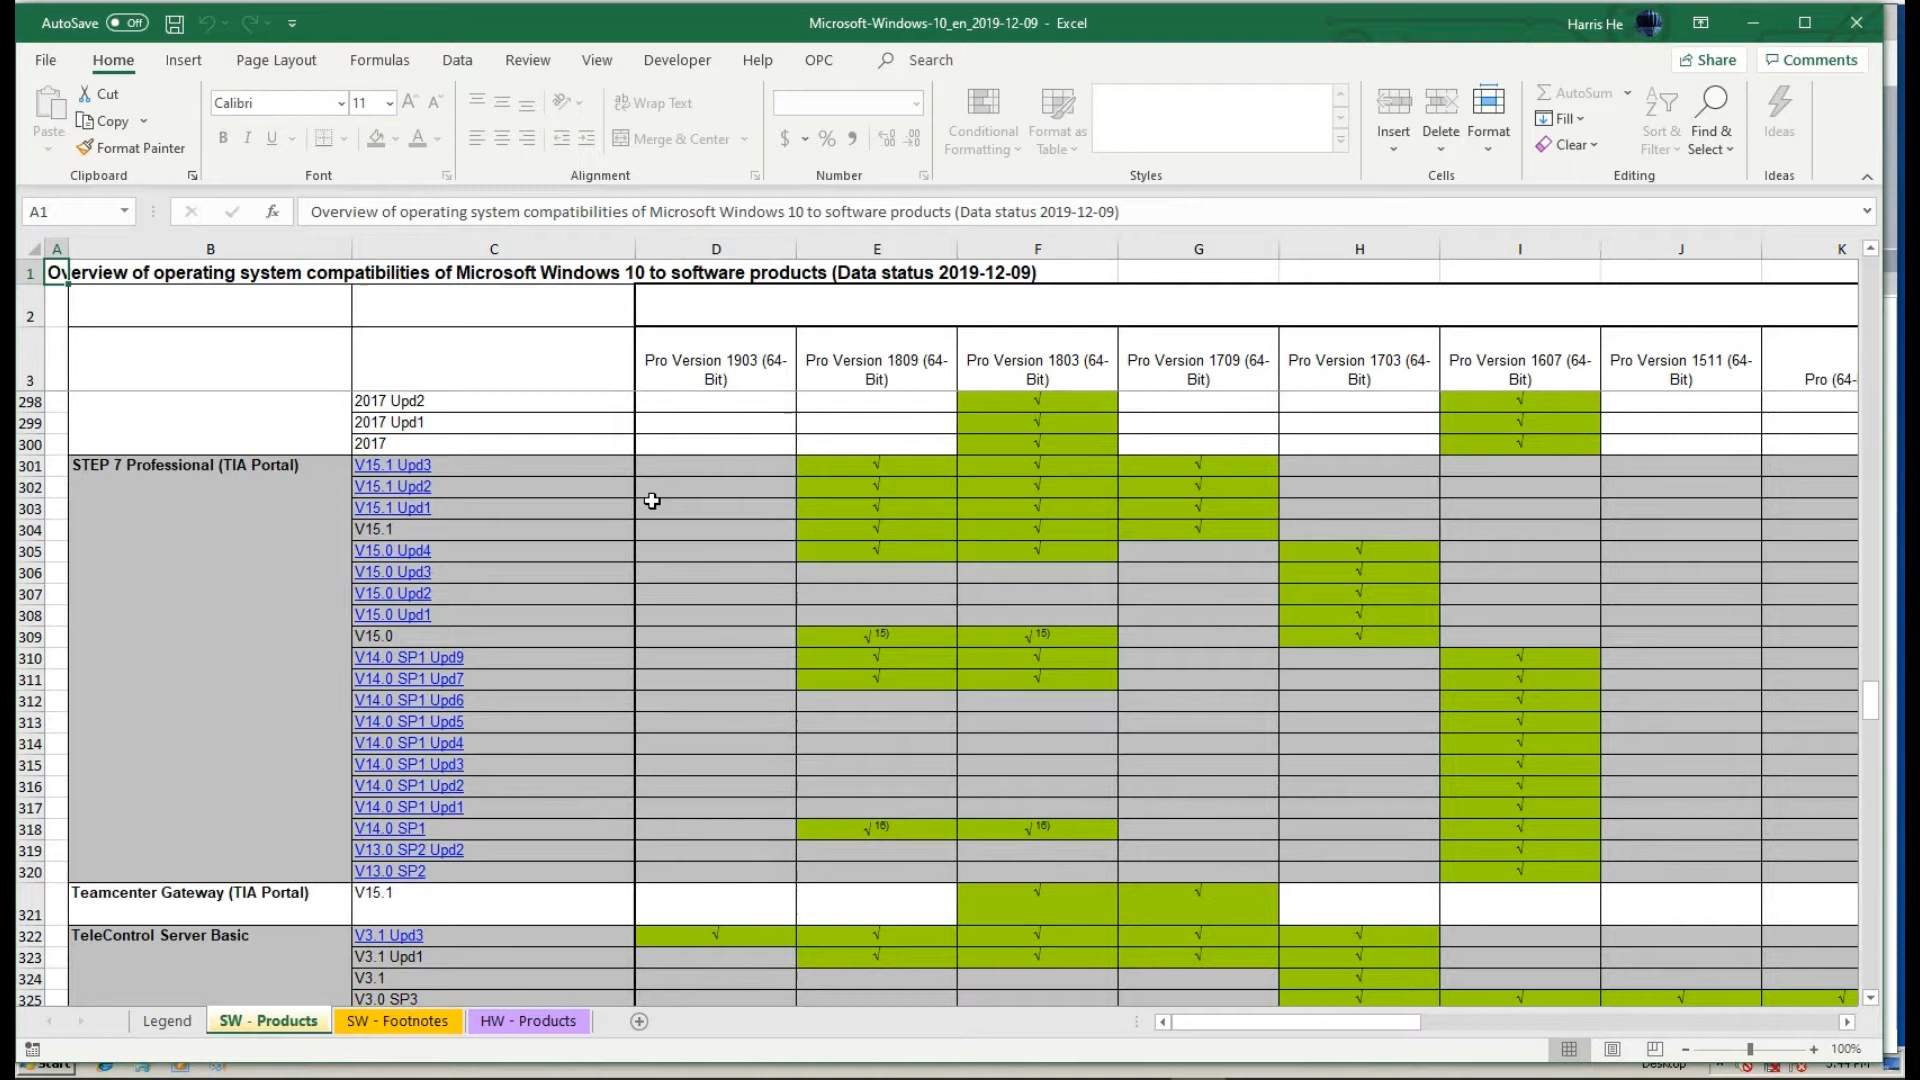 AutoSave Off Microsoft-Windows-10_en_2019-12-09 - Excel Harris He
File Home Insert Page Layout Formulas Data Review View Developer Help OPC Search Share Comments
Paste Cut Copy Format Painter Clipboard
Calibri 11 B I U Font
Wrap Text Merge & Center Alignment
$ % Number
Conditional Formatting Format as Table Styles
Insert Delete Format Cells
AutoSum Fill Clear Sort & Filter Find & Select Editing
Ideas Ideas
A1 fx Overview of operating system compatibilities of Microsoft Windows 10 to software products (Data status 2019-12-09)
A B C D E F G H I J K
1 Overview of operating system compatibilities of Microsoft Windows 10 to software products (Data status 2019-12-09)
2
3 Pro Version 1903 (64-Bit) Pro Version 1809 (64-Bit) Pro Version 1803 (64-Bit) Pro Version 1709 (64-Bit) Pro Version 1703 (64-Bit) Pro Version 1607 (64-Bit) Pro Version 1511 (64-Bit) Pro (64-
298 2017 Upd2 √ √
299 2017 Upd1 √ √
300 2017 √ √
301 STEP 7 Professional (TIA Portal) V15.1 Upd3 √ √ √
302 V15.1 Upd2 √ √ √
303 V15.1 Upd1 √ √ √
304 V15.1 √ √ √
305 V15.0 Upd4 √ √ √
306 V15.0 Upd3 √
307 V15.0 Upd2 √
308 V15.0 Upd1 √
309 V15.0 √ 15) √ 15) √
310 V14.0 SP1 Upd9 √ √ √
311 V14.0 SP1 Upd7 √ √ √
312 V14.0 SP1 Upd6 √
313 V14.0 SP1 Upd5 √
314 V14.0 SP1 Upd4 √
315 V14.0 SP1 Upd3 √
316 V14.0 SP1 Upd2 √
317 V14.0 SP1 Upd1 √
318 V14.0 SP1 √ 16) √ 16) √
319 V13.0 SP2 Upd2 √
320 V13.0 SP2 √
321 Teamcenter Gateway (TIA Portal) V15.1 √ √
322 TeleControl Server Basic V3.1 Upd3 √ √ √ √ √
323 V3.1 Upd1 √ √ √ √
324 V3.1 √
325 V3.0 SP3 √ √ √ √
Legend SW - Products SW - Footnotes HW - Products
100%
Start Desktop